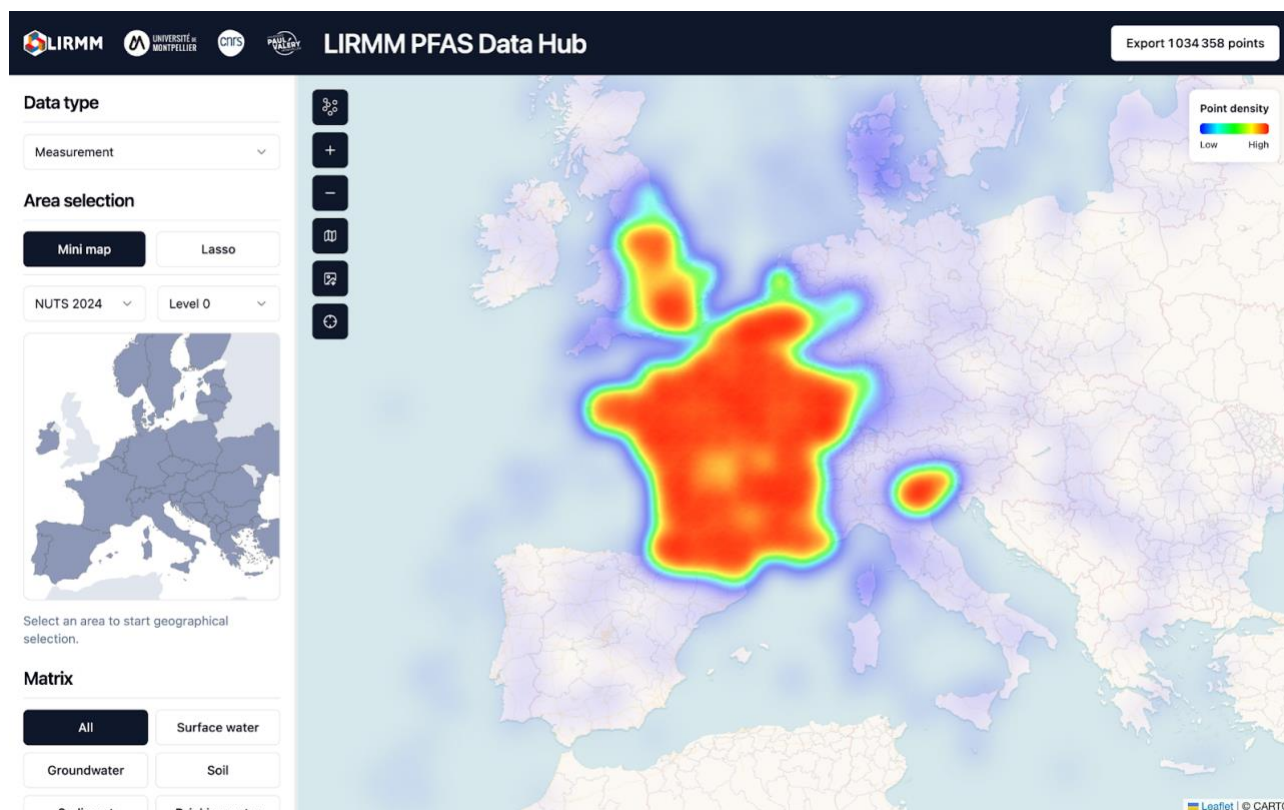 LIRMM
UNIVERSITÉ DE
MONTPELLIER
cnrs
PAUL
VALÉRY
LIRMM PFAS Data Hub
Export 1 034 358 points
Data type
Measurement
Area selection
Mini map
Lasso
NUTS 2024
Level 0
Select an area to start geographical
selection.
Matrix
All
Surface water
Groundwater
Soil
+
−
Point density
Low
High
Leaflet | © CARTO